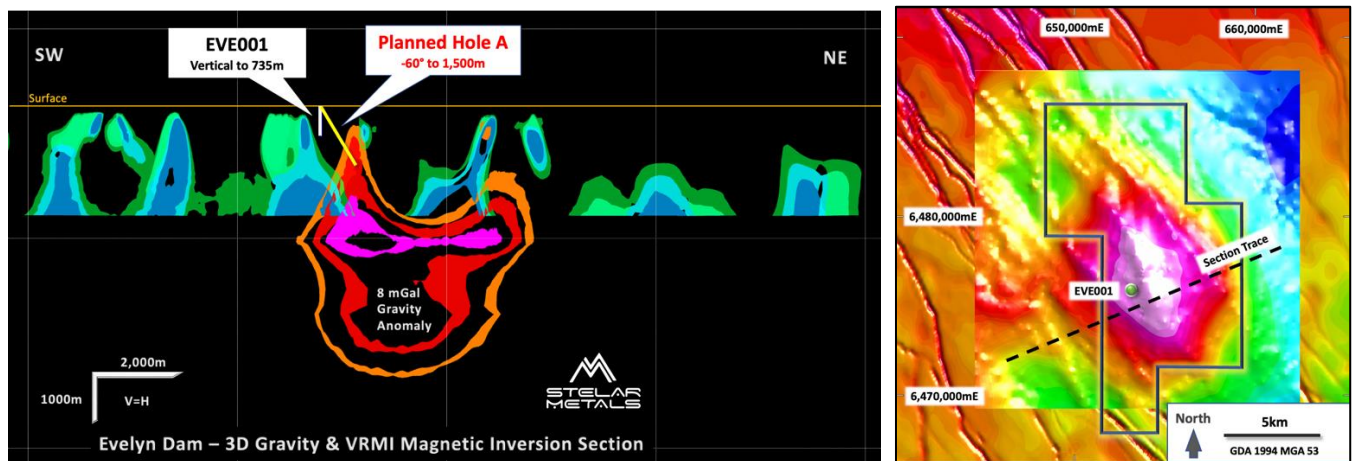 SW
EVE001
Vertical to 735m
Planned Hole A
-60° to 1,500m
NE
Surface
8 mGal
Gravity
Anomaly
2,000m
1000m
V=H
STELAR
METALS
Evelyn Dam – 3D Gravity & VRMI Magnetic Inversion Section
650,000mE
660,000mE
6,480,000mE
Section Trace
EVE001
6,470,000mE
North
5km
GDA 1994 MGA 53